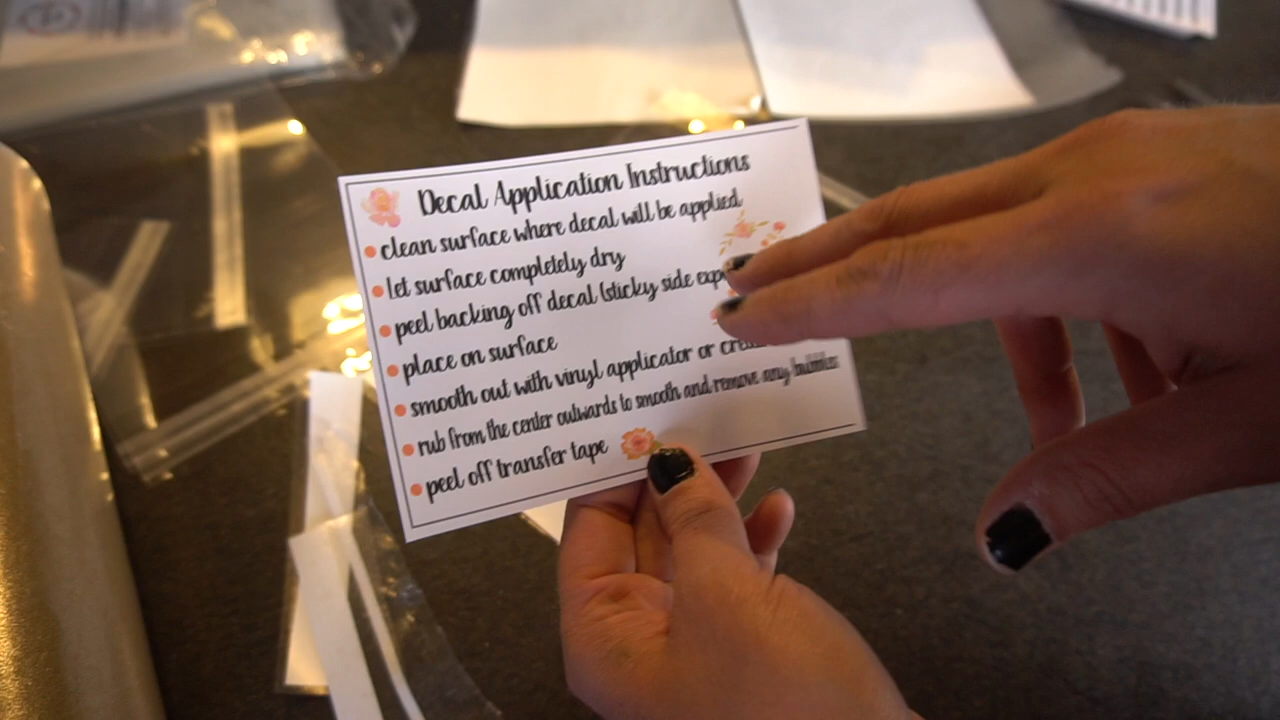 Decal Application Instructions
clean surface where decal will be applied
let surface completely dry
peel backing off decal (sticky side
place on surface
smooth out with vinyl applicator or
rub from the center outwards to smooth and remove any bubbles
peel off transfer tape